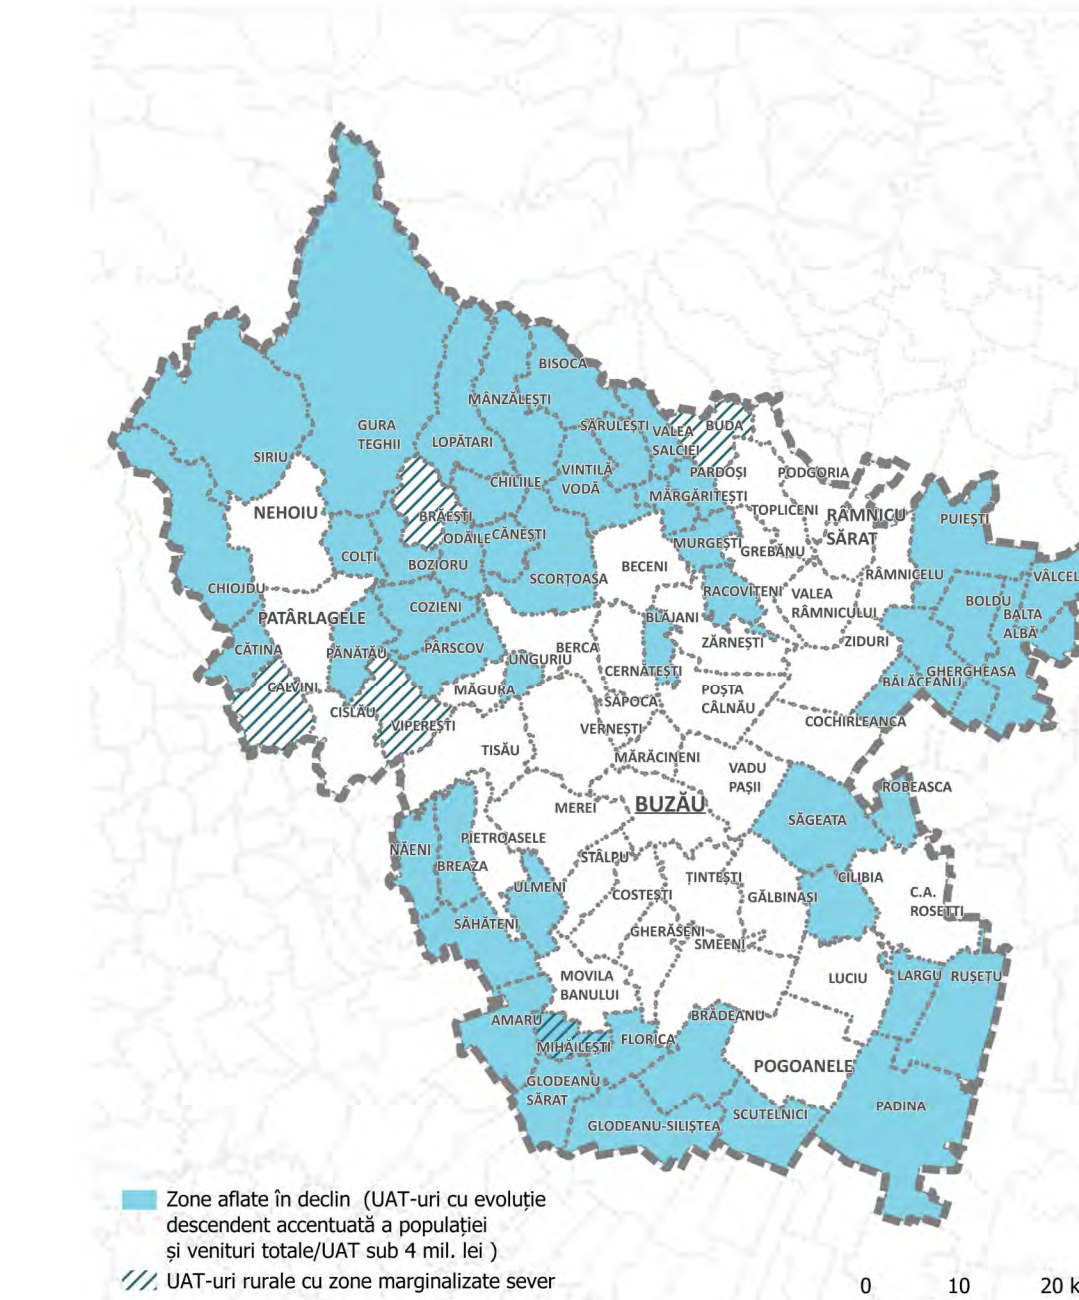 BISOCA
MÂNZĂLEȘTI
GURA
TEGHII
LOPĂTARI
SĂRULEȘTI
VALEA
SALCIEI
BUDA
SIRIU
CHILIILE
VINTILĂ
VODĂ
PARDOȘI
PODGORIA
MĂRGĂRITEȘTI
NEHOIU
BRĂEȘTI
ODĂILE
CĂNEȘTI
TOPLICENI
RÂMNICU
SĂRAT
PUIEȘTI
COLȚI
BOZIORU
SCORȚOASA
BECENI
MURGEȘTI
GREBĂNU
CHIOJDU
RACOVIȚENI
VALEA
RÂMNICULUI
RÂMNICELU
VÂLCEL
BOLDU
BALTA
ALBĂ
PATÂRLAGELE
COZIENI
BLĂJANI
ZĂRNEȘTI
ZIDURI
CĂTINA
PĂNĂTĂU
PÂRSCOV
UNGURIU
BERCA
CERNĂTEȘTI
GHERGHEASA
BĂLĂCEANU
CALVINI
CISLĂU
MĂGURA
SĂPOCA
POȘTA
CÂLNĂU
VIPEREȘTI
VERNEȘTI
COCHIRLEANCA
TISĂU
MĂRĂCINENI
VADU
PAȘII
ROBEASCA
MEREI
BUZĂU
SĂGEATA
PIETROASELE
NĂENI
BREAZA
STÂLPU
ULMENI
COSTEȘTI
ȚINTEȘTI
GĂLBINAȘI
CILIBIA
C.A.
ROSETTI
SĂHĂTENI
GHERĂSENI
SMEENI
MOVILA
BANULUI
LUCIU
LARGU
RUȘEȚU
AMARU
MIHĂILEȘTI
FLORICA
BRĂDEANU
POGOANELE
GLODEANU
SĂRAT
GLODEANU-SILIȘTEA
SCUTELNICI
PADINA
Zone aflate în declin (UAT-uri cu evoluție
descendent accentuată a populației
și venituri totale/UAT sub 4 mil. lei )
UAT-uri rurale cu zone marginalizate sever
0 10 20 k